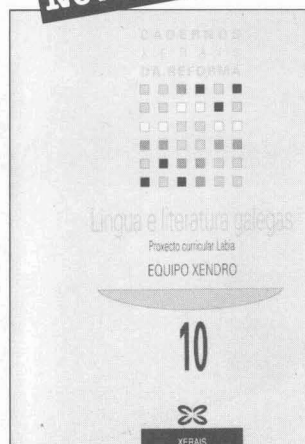 CADERNOS
XERAIS
DA REFORMA
Lingua e literatura galegas
Proxecto curricular Labia
EQUIPO XENDRO
10
XERAIS